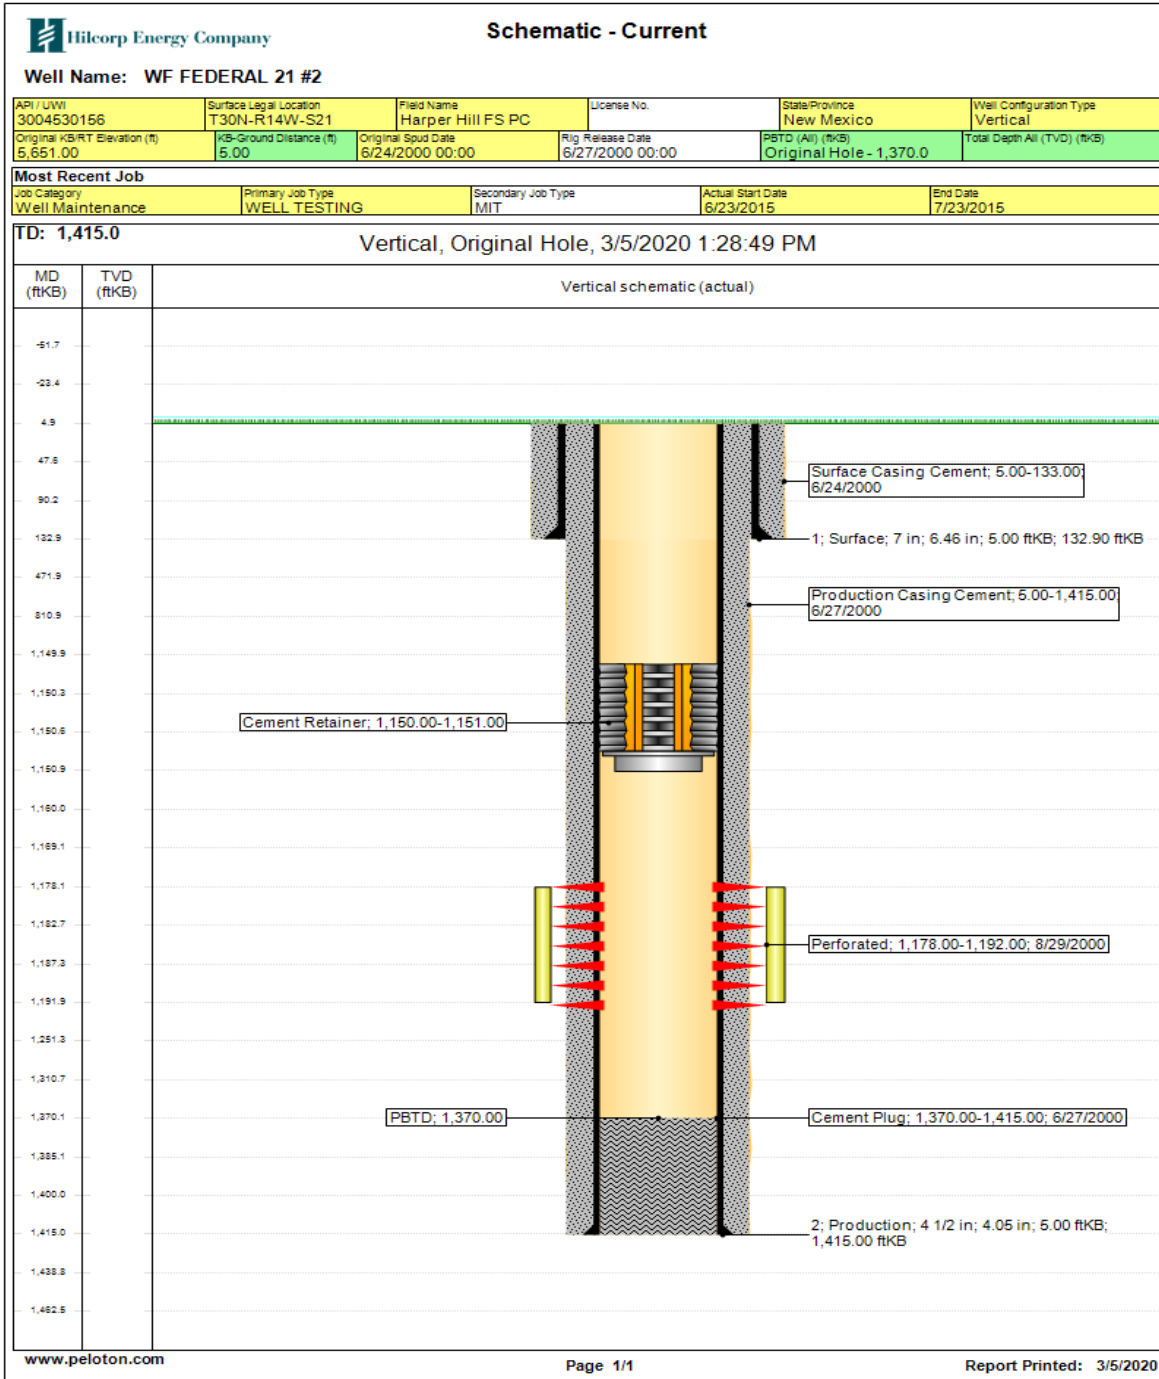 Hilcorp Energy Company
Schematic - Current
Well Name: WF FEDERAL 21 #2
API / UWI
3004530156
Surface Legal Location
T30N-R14W-S21
Field Name
Harper Hill FS PC
License No.
State/Province
New Mexico
Well Configuration Type
Vertical
Original KB/RT Elevation (ft)
5,651.00
KB-Ground Distance (ft)
5.00
Original Spud Date
6/24/2000 00:00
Rig Release Date
6/27/2000 00:00
PBTD (All) (ftKB)
Original Hole - 1,370.0
Total Depth All (TVD) (ftKB)
Most Recent Job
Job Category
Well Maintenance
Primary Job Type
WELL TESTING
Secondary Job Type
MIT
Actual Start Date
6/23/2015
End Date
7/23/2015
TD: 1,415.0
Vertical, Original Hole, 3/5/2020 1:28:49 PM
MD
(ftKB)
TVD
(ftKB)
Vertical schematic (actual)
-51.7
-23.4
4.9
47.6
Surface Casing Cement; 5.00-133.00;
6/24/2000
90.2
132.9
1; Surface; 7 in; 6.46 in; 5.00 ftKB; 132.90 ftKB
471.9
Production Casing Cement; 5.00-1,415.00;
6/27/2000
810.9
1,149.9
1,150.3
Cement Retainer; 1,150.00-1,151.00
1,150.6
1,150.9
1,160.0
1,169.1
1,178.1
1,182.7
Perforated; 1,178.00-1,192.00; 8/29/2000
1,187.3
1,191.9
1,251.3
1,310.7
1,370.1
PBTD; 1,370.00
Cement Plug; 1,370.00-1,415.00; 6/27/2000
1,385.1
1,400.0
1,415.0
2; Production; 4 1/2 in; 4.05 in; 5.00 ftKB;
1,415.00 ftKB
1,438.8
1,462.5
www.peloton.com
Page 1/1
Report Printed: 3/5/2020